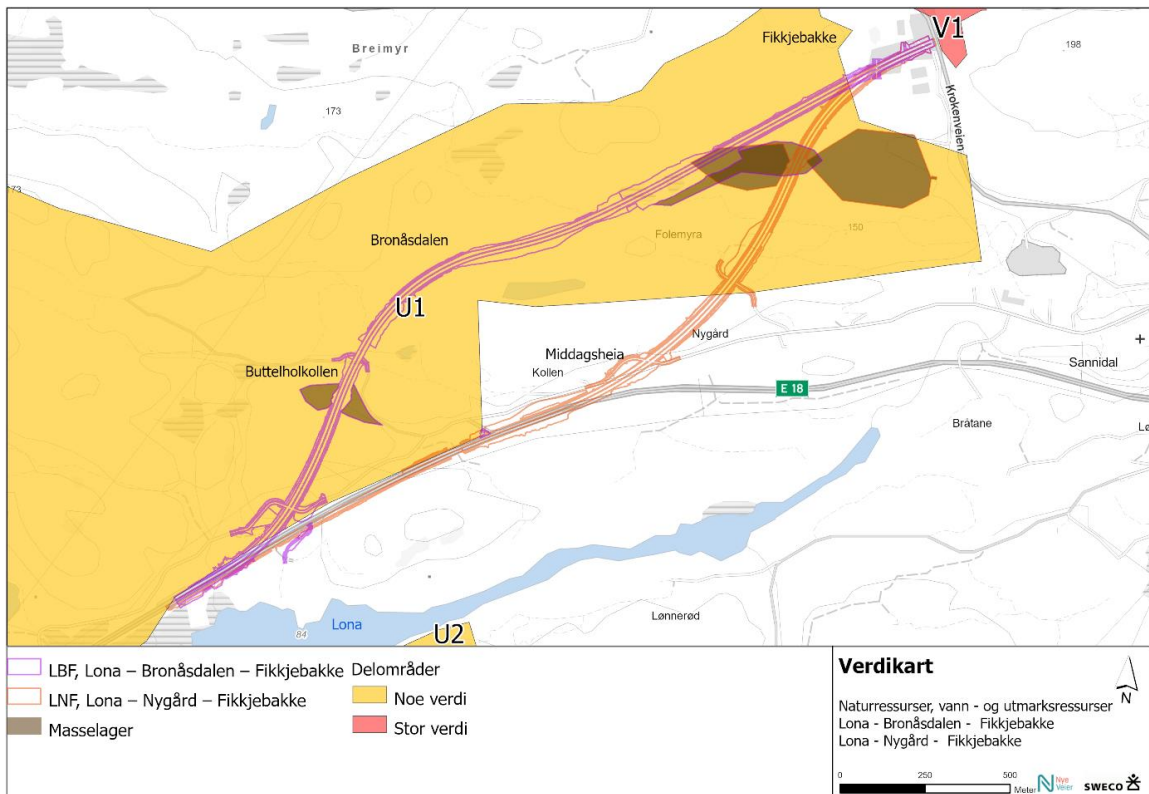 V1
Fikkjebakke
Breimyr
198
Krokenveien
173
73
Bronåsdalen
Folemyra
150
U1
Nygård
Middagsheia
Kollen
Buttelholkollen
Sannidal
E 18
Bråtane
Lø
Lønnerød
Lona
84
U2
LBF, Lona – Bronåsdalen – Fikkjebakke
LNF, Lona – Nygård – Fikkjebakke
Masselager
Delområder
Noe verdi
Stor verdi
Verdikart
N
Naturressurser, vann - og utmarksressurser
Lona - Bronåsdalen - Fikkjebakke
Lona - Nygård - Fikkjebakke
0 250 500
Meter
Nye Veier
SWECO